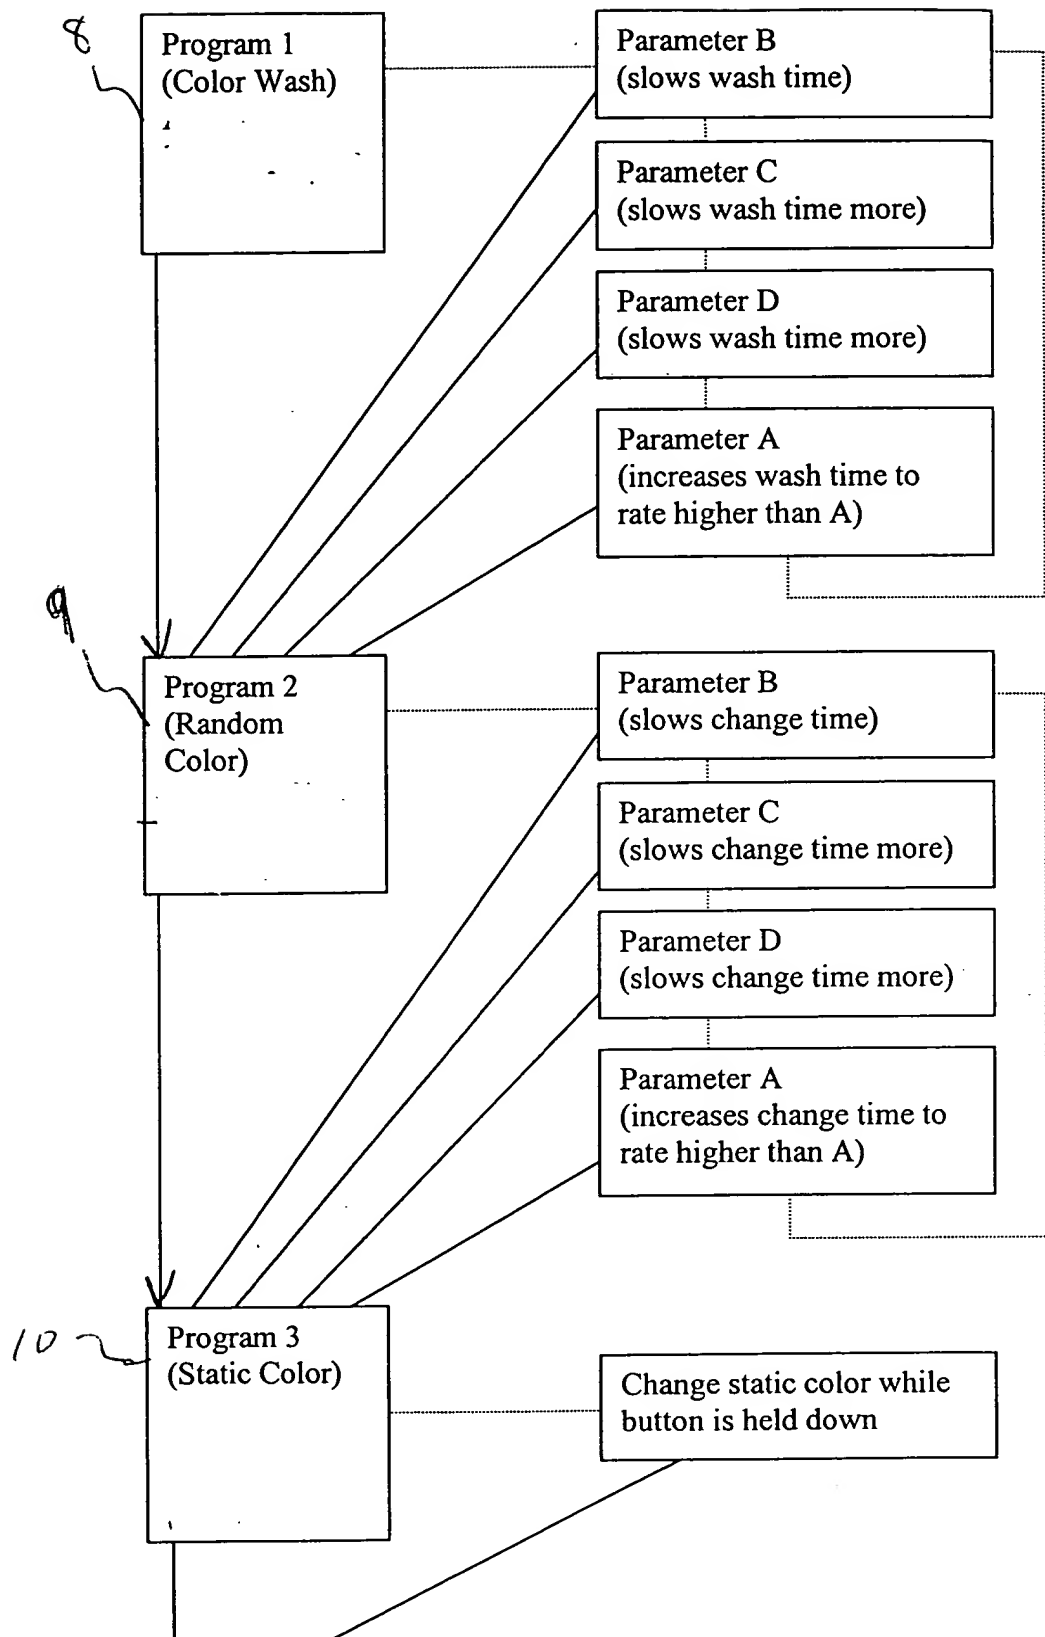 8
Program 1
(Color Wash)
Parameter B
(slows wash time)
Parameter C
(slows wash time more)
Parameter D
(slows wash time more)
Parameter A
(increases wash time to
rate higher than A)
9
Program 2
(Random
Color)
Parameter B
(slows change time)
Parameter C
(slows change time more)
Parameter D
(slows change time more)
Parameter A
(increases change time to
rate higher than A)
10
Program 3
(Static Color)
Change static color while
button is held down